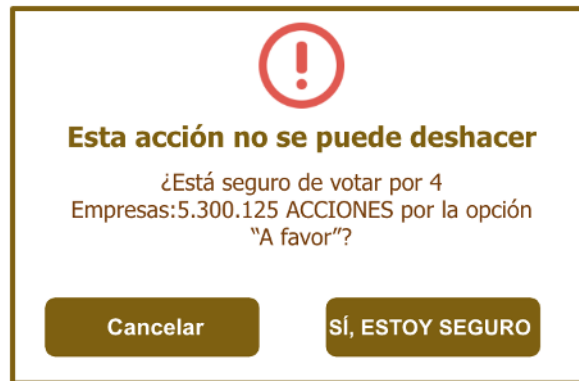 Esta acción no se puede deshacer
¿Está seguro de votar por 4
Empresas:5.300.125 ACCIONES por la opción
“A favor”?
Cancelar
SÍ, ESTOY SEGURO